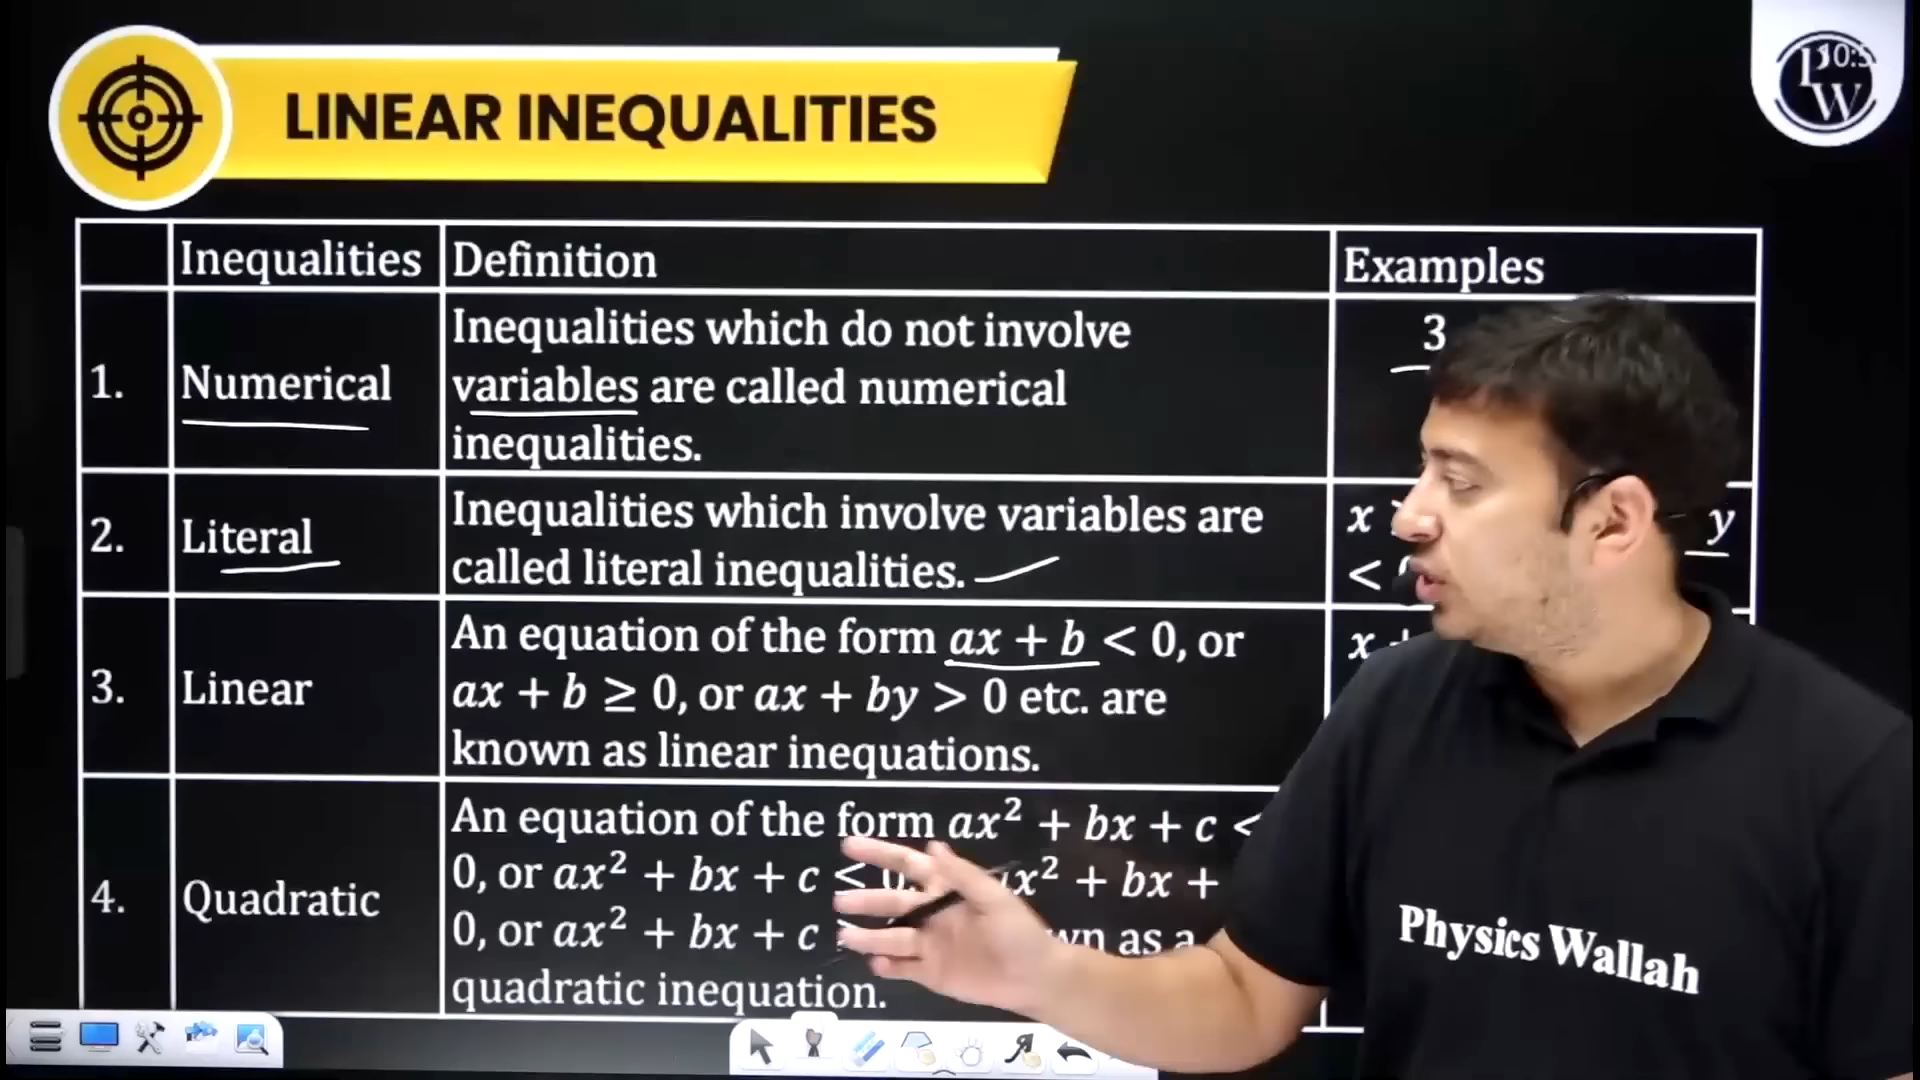 LINEAR INEQUALITIES
Inequalities Definition Examples
1. Numerical Inequalities which do not involve
variables are called numerical
inequalities.
3
2. Literal Inequalities which involve variables are
called literal inequalities.
x y
<
3. Linear An equation of the form ax + b < 0, or
ax + b ≥ 0, or ax + by > 0 etc. are
known as linear inequations.
x +
4. Quadratic An equation of the form ax² + bx + c <
0, or ax² + bx + c ≤ 0, x² + bx +
0, or ax² + bx + c as a
quadratic inequation.
Physics Wallah
PW